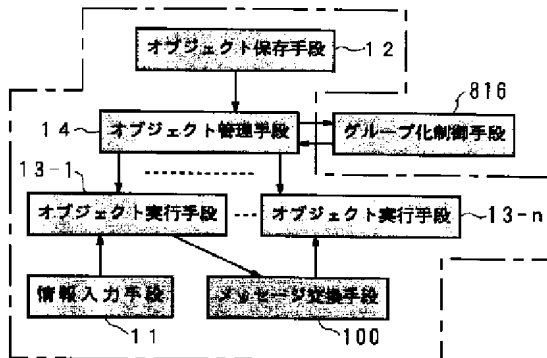 オブジェクト保存手段 12
816
14 オブジェクト管理手段 グループ化制御手段
13-1
オブジェクト実行手段 オブジェクト実行手段 13-n
情報入力手段 メッセージ変換手段
11 100